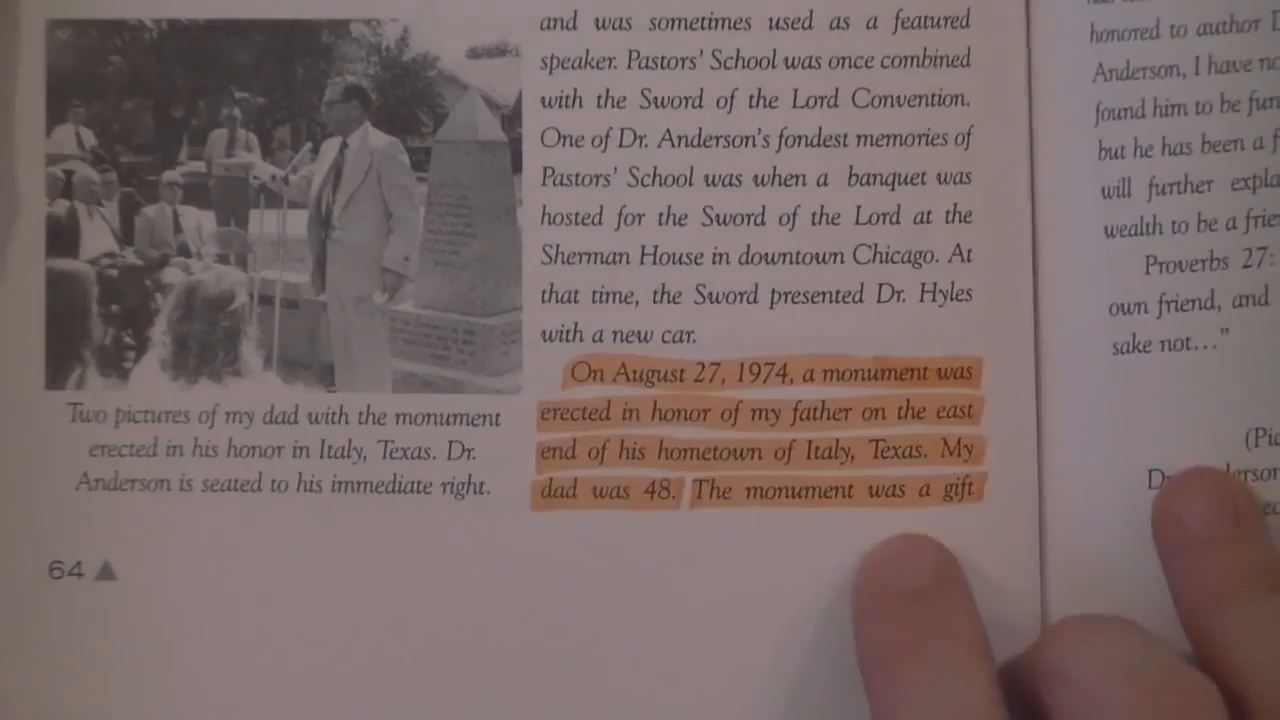 and was sometimes used as a featured
speaker. Pastors' School was once combined
with the Sword of the Lord Convention.
One of Dr. Anderson's fondest memories of
Pastors' School was when a banquet was
hosted for the Sword of the Lord at the
Sherman House in downtown Chicago. At
that time, the Sword presented Dr. Hyles
with a new car.
On August 27, 1974, a monument was
erected in honor of my father on the east
end of his hometown of Italy, Texas. My
dad was 48. The monument was a gift
Two pictures of my dad with the monument
erected in his honor in Italy, Texas. Dr.
Anderson is seated to his immediate right.
64
honored to author
Anderson, I have
found him to be
but he has been a
will further
wealth to be a
Proverbs 27:
own friend, and
sake not..."